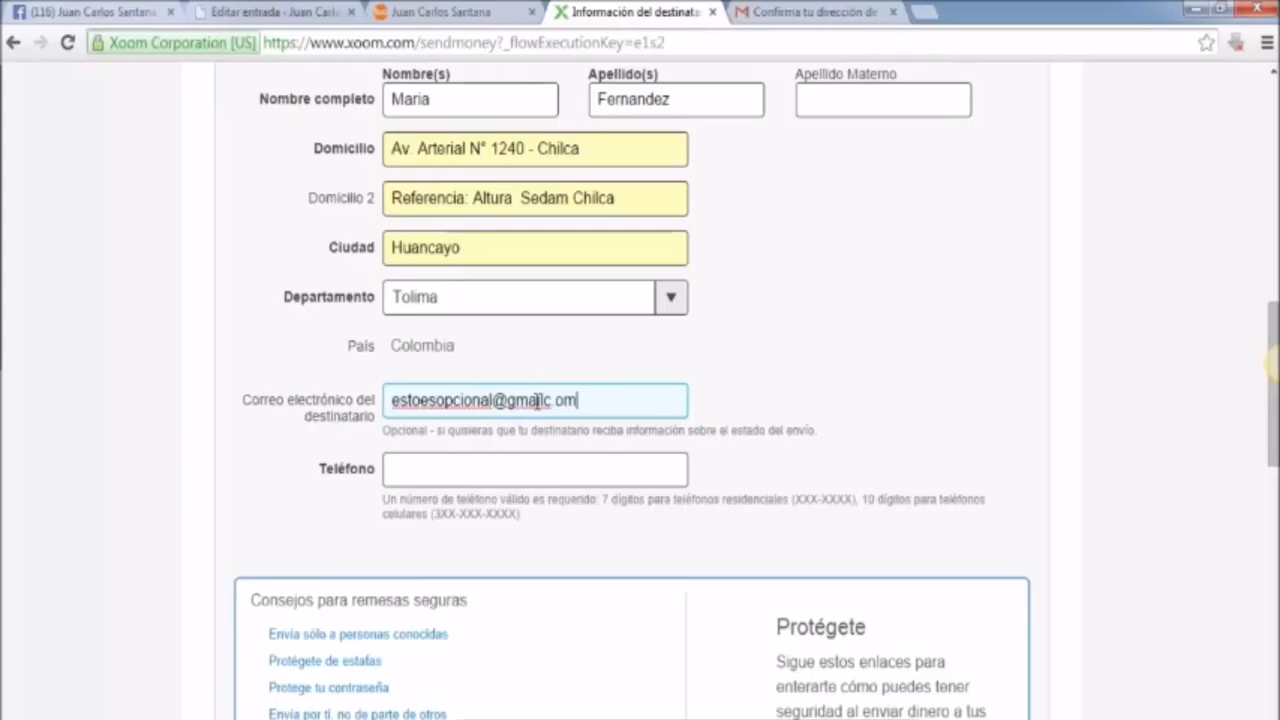 (116) Juan Carlos Santana
Editar entrada - Juan Carlo
Juan Carlos Santana
Información del destinata
Confirma tu dirección de
Xoom Corporation [US]
https://www.xoom.com/sendmoney?_flowExecutionKey=e1s2
Nombre(s)
Apellido(s)
Apellido Materno
Nombre completo
Maria
Fernandez
Domicilio
Av. Arterial N° 1240 - Chilca
Domicilio 2
Referencia: Altura Sedam Chilca
Ciudad
Huancayo
Departamento
Tolima
País
Colombia
Correo electrónico del
destinatario
estoesopcional@gmailc.om
Opcional - si quisieras que tu destinatario reciba información sobre el estado del envío.
Teléfono
Un número de teléfono válido es requerido: 7 dígitos para teléfonos residenciales (XXX-XXXX), 10 dígitos para teléfonos
celulares (3XX-XXX-XXXX).
Consejos para remesas seguras
Envía sólo a personas conocidas
Protégete de estafas
Protege tu contraseña
Envía por ti, no de parte de otros
Protégete
Sigue estos enlaces para
enterarte cómo puedes tener
seguridad al enviar dinero a tus